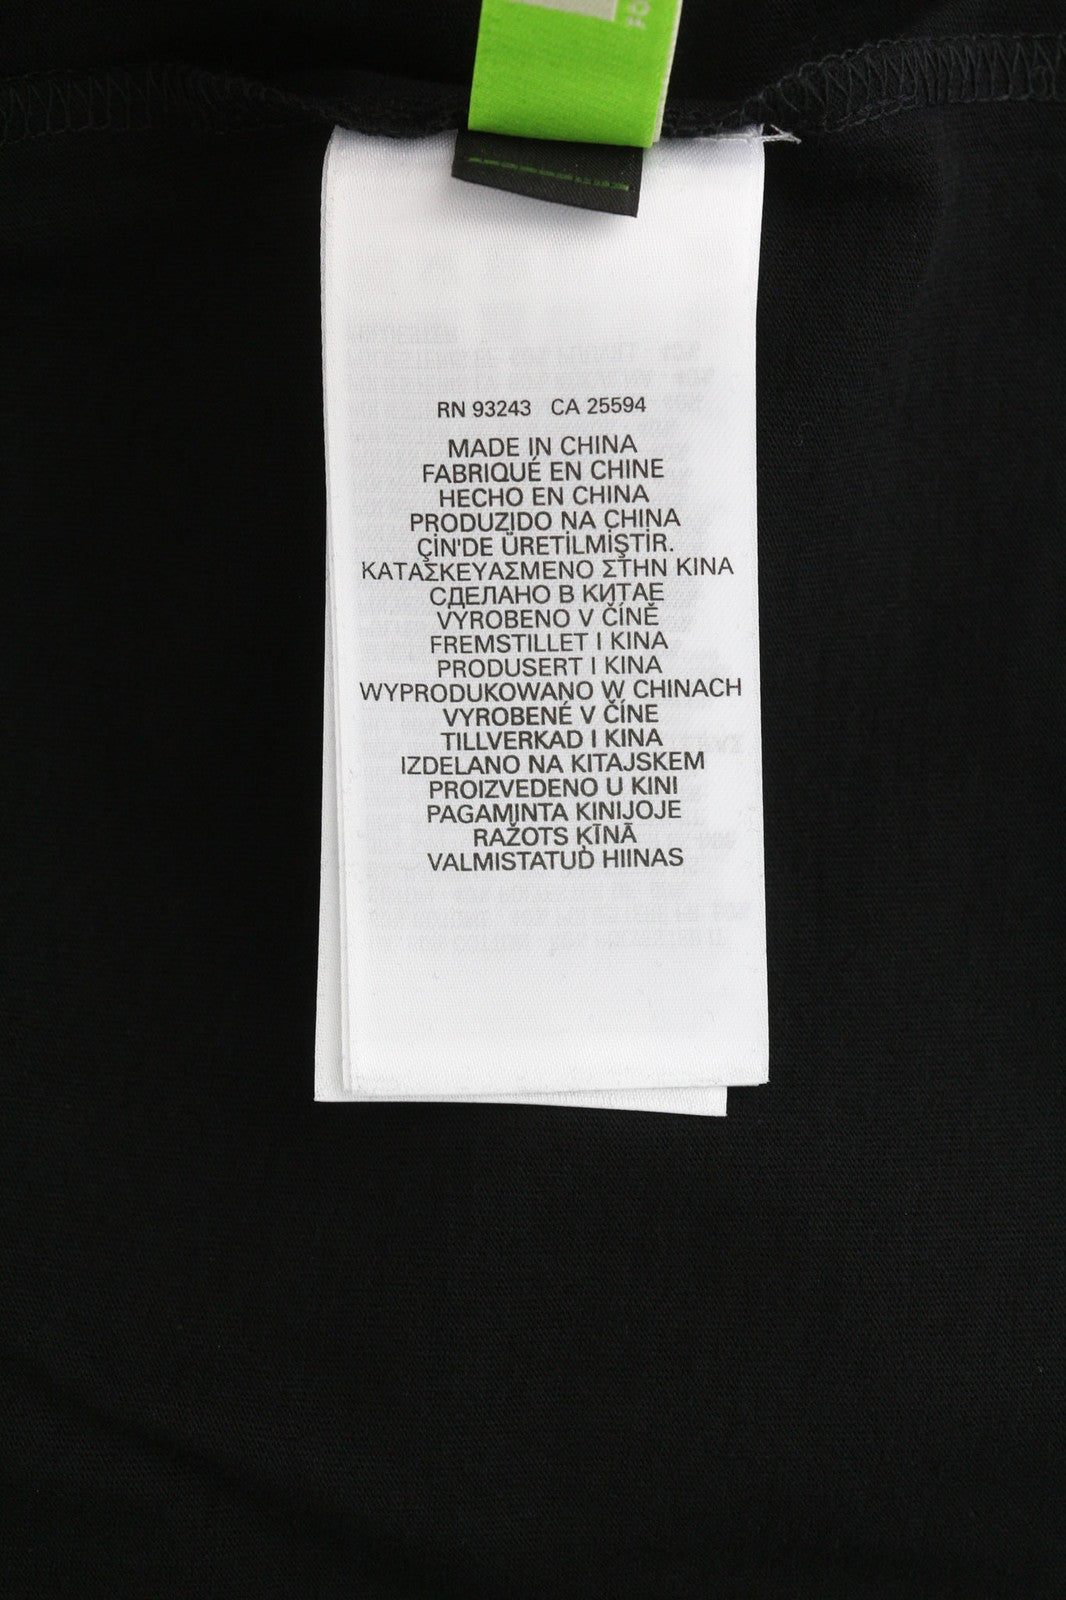 RN 93243 CA 25594
MADE IN CHINA
FABRIQUÉ EN CHINE
HECHO EN CHINA
PRODUZIDO NA CHINA
ÇİN'DE ÜRETİLMİŞTİR.
ΚΑΤΑΣΚΕΥΑΣΜΕΝΟ ΣΤΗΝ ΚΙΝΑ
СДЕЛАНО В КИТАЕ
VYROBENO V ČÍNĚ
FREMSTILLET I KINA
PRODUSERT I KINA
WYPRODUKOWANO W CHINACH
VYROBENÉ V ČÍNE
TILLVERKAD I KINA
IZDELANO NA KITAJSKEM
PROIZVEDENO U KINI
PAGAMINTA KINIJOJE
RAŽOTS ĶĪNĀ
VALMISTATUD HIINAS